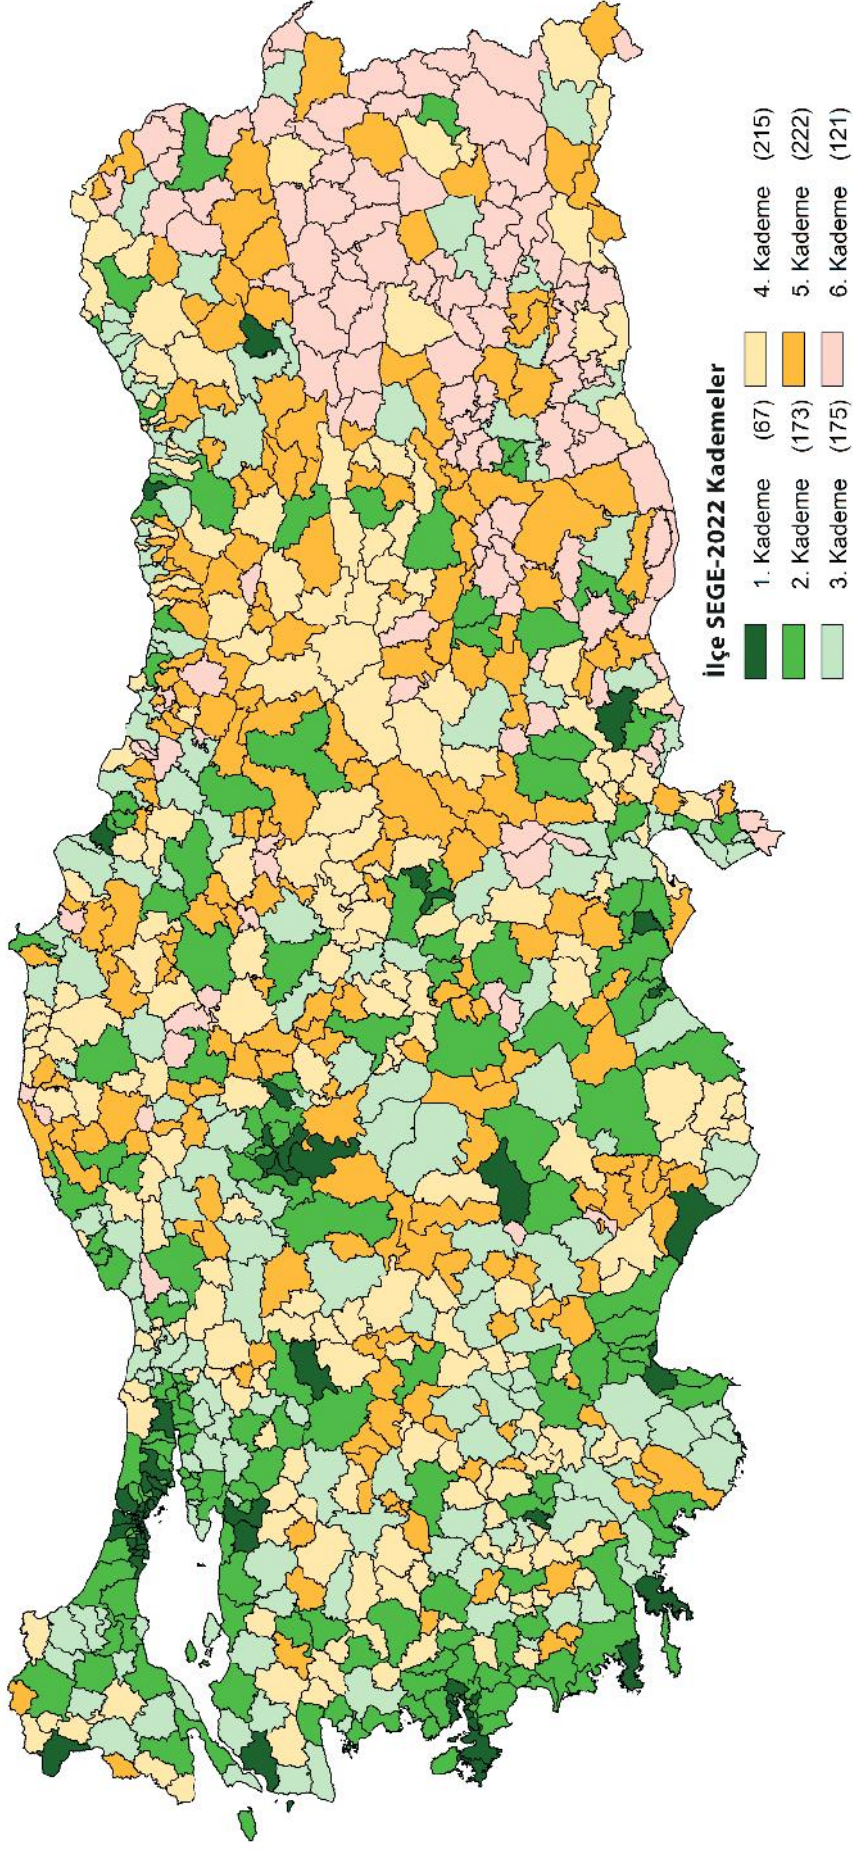 İlçe SEGE-2022 Kademeler
1. Kademe (67) 4. Kademe (215)
2. Kademe (173) 5. Kademe (222)
3. Kademe (175) 6. Kademe (121)